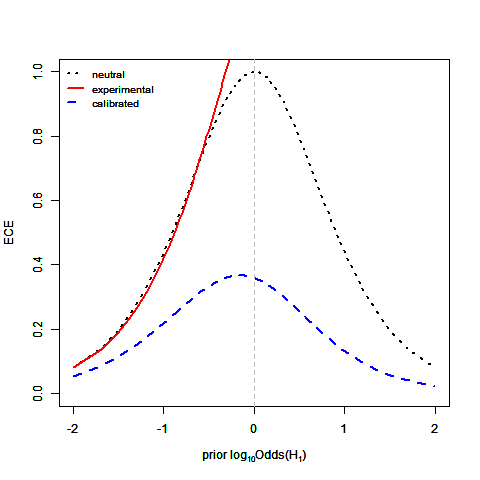 neutral
experimental
calibrated
ECE
1.0
0.8
0.6
0.4
0.2
0.0
-2
-1
0
1
2
prior log10Odds(H1)